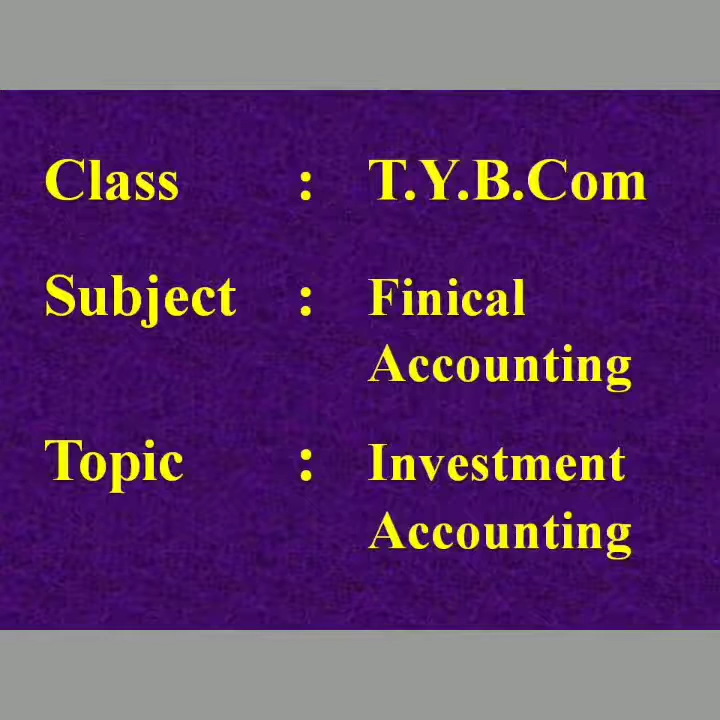 Class : T.Y.B.Com
Subject : Finical
Accounting
Topic : Investment
Accounting